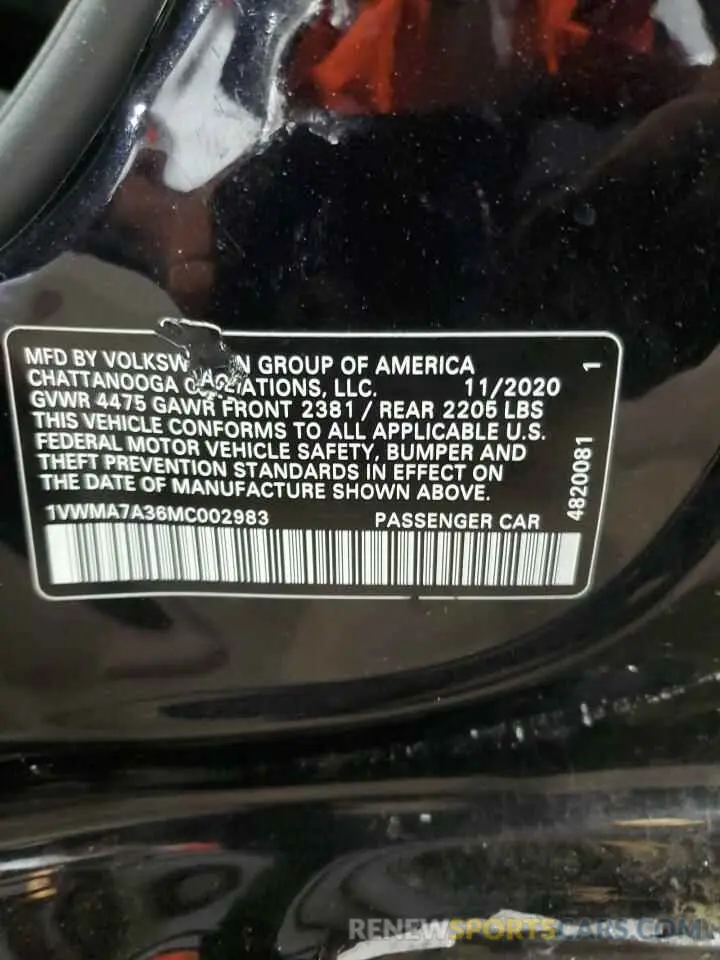 MFD BY VOLKSW N GROUP OF AMERICA
CHATTANOOGA ATIONS, LLC. 11/2020 1
GVWR 4475 GAWR FRONT 2381 / REAR 2205 LBS
THIS VEHICLE CONFORMS TO ALL APPLICABLE U.S.
FEDERAL MOTOR VEHICLE SAFETY, BUMPER AND
THEFT PREVENTION STANDARDS IN EFFECT ON
THE DATE OF MANUFACTURE SHOWN ABOVE.
4820081
1VWMA7A36MC002983 PASSENGER CAR
RENEWSPORTSCARS.COM